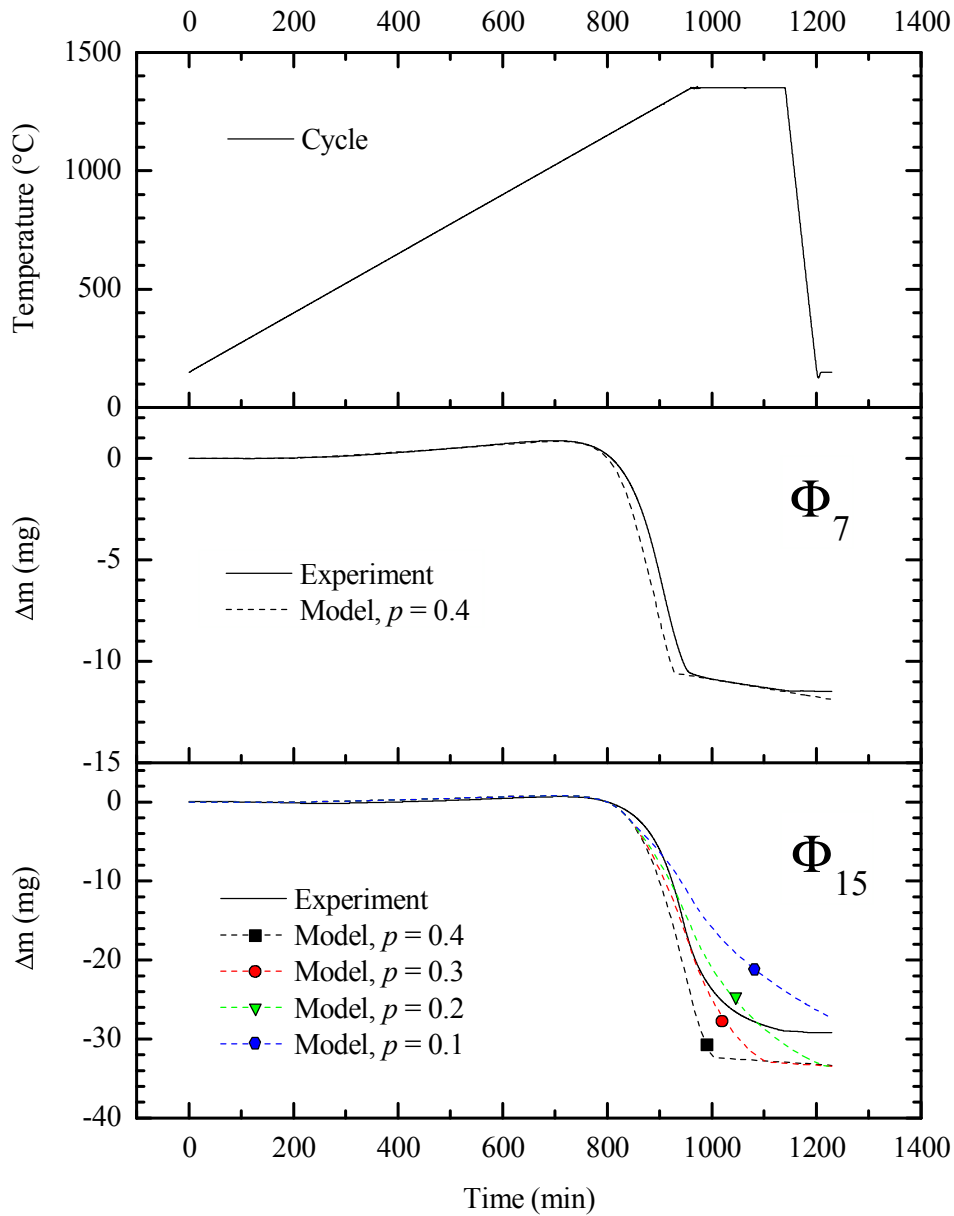 0 200 400 600 800 1000 1200 1400
1500
1000
500
0
Temperature (°C)
Cycle
0
-5
-10
-15
Δm (mg)
Φ7
Experiment
Model, p = 0.4
0
-10
-20
-30
-40
Δm (mg)
Φ15
Experiment
Model, p = 0.4
Model, p = 0.3
Model, p = 0.2
Model, p = 0.1
0 200 400 600 800 1000 1200 1400
Time (min)